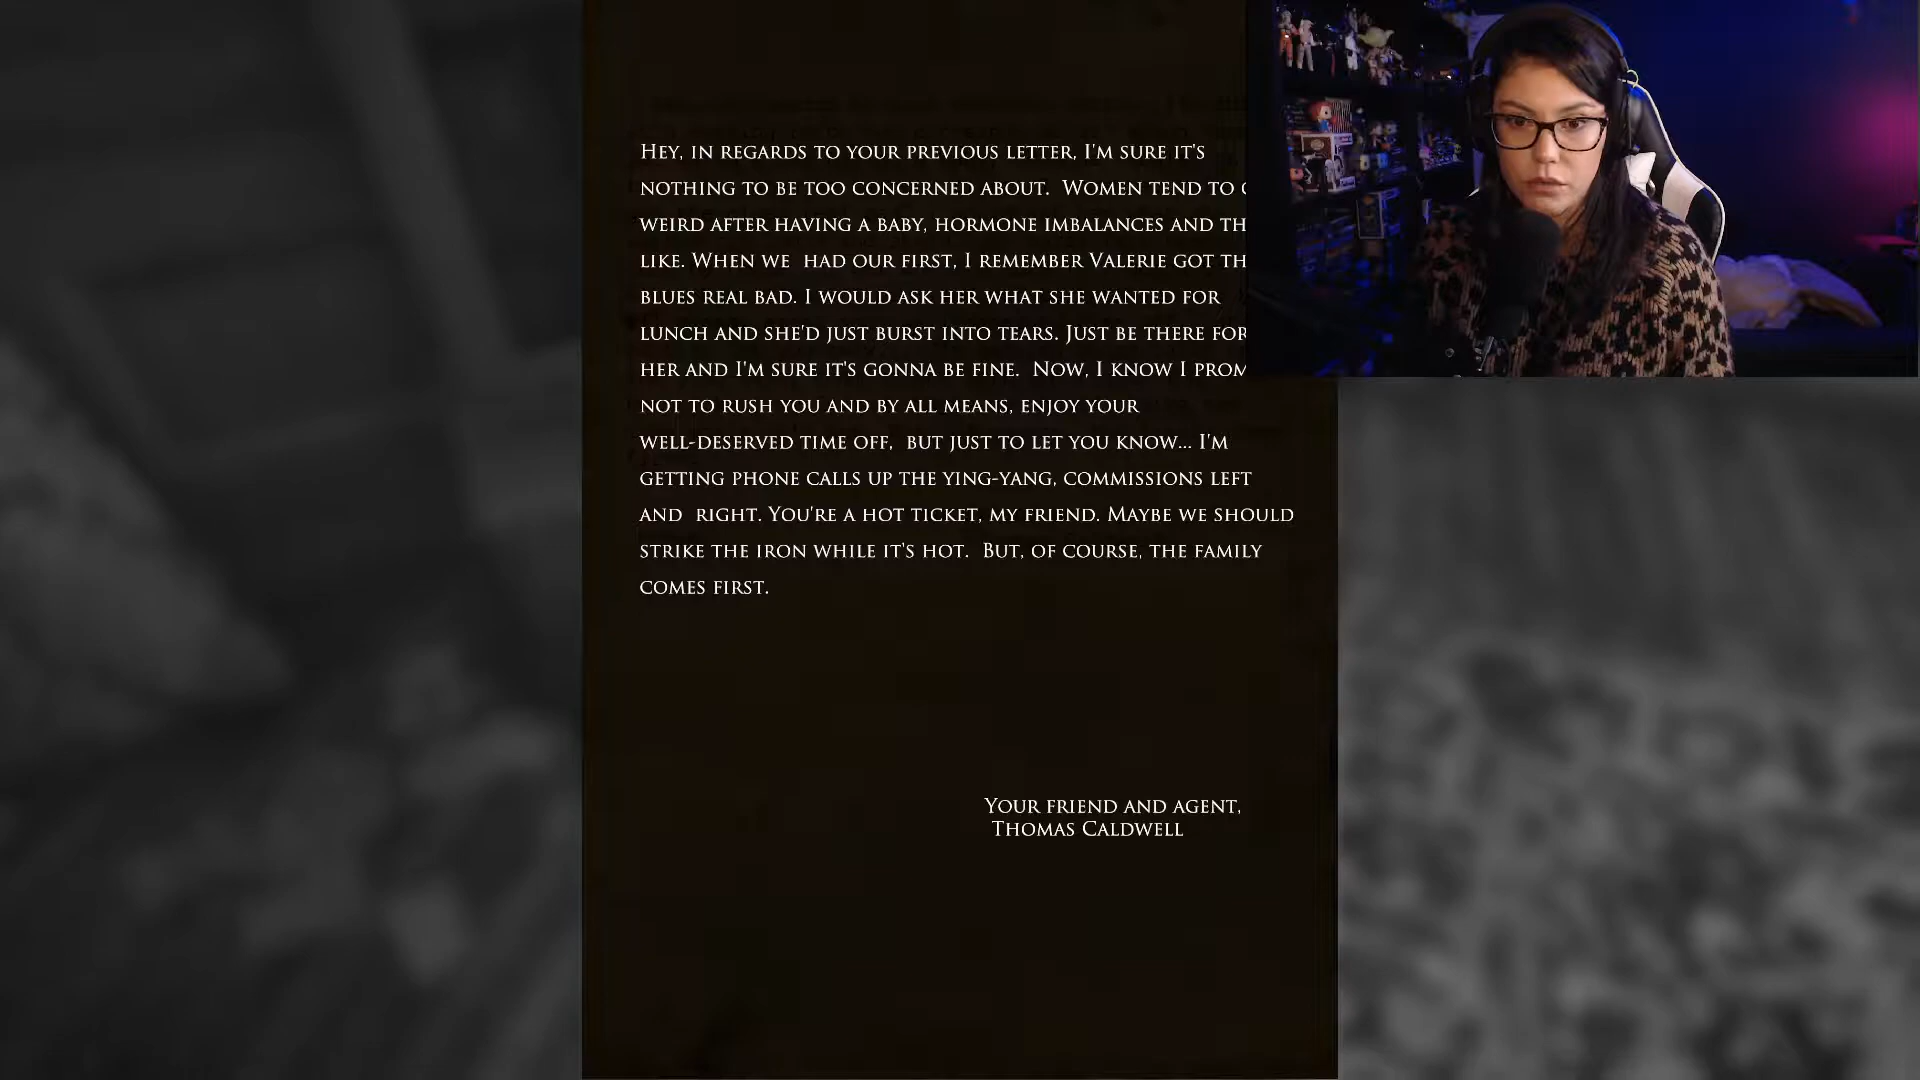 Hey, in regards to your previous letter, I'm sure it's
nothing to be too concerned about. Women tend to
weird after having a baby, hormone imbalances and
like. When we had our first, I remember Valerie got
blues real bad. I would ask her what she wanted for
lunch and she'd just burst into tears. Just be there for
her and I'm sure it's gonna be fine. Now, I know I
not to rush you and by all means, enjoy your
well-deserved time off, but just to let you know... I'm
getting phone calls up the ying-yang, commissions left
and right. You're a hot ticket, my friend. Maybe we should
strike the iron while it's hot. But, of course, the family
comes first.
Your friend and agent,
Thomas Caldwell